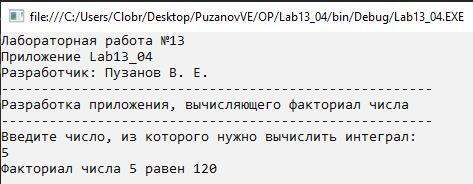 file:///C:/Users/Clobr/Desktop/PuzanovVE/OP/Lab13_04/bin/Debug/Lab13_04.EXE
Лабораторная работа №13
Приложение Lab13_04
Разработчик: Пузанов В. Е.
------------------------------------------------------
Разработка приложения, вычисляющего факториал числа
------------------------------------------------------
Введите число, из которого нужно вычислить интеграл:
5
Факториал числа 5 равен 120